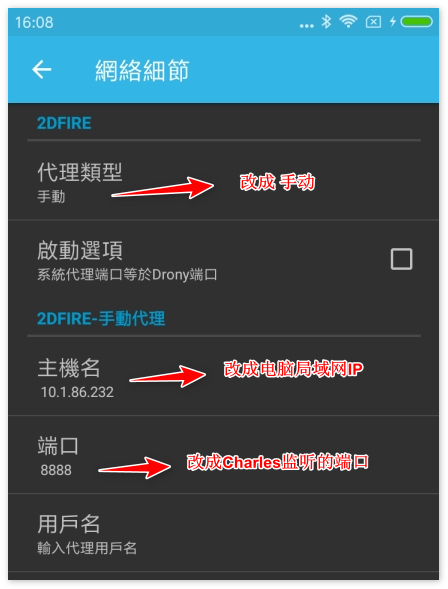 16:08
網絡細節
2DFIRE
代理類型
手動
改成 手动
啟動選項
系統代理端口等於Drony端口
2DFIRE-手動代理
主機名
10.1.86.232
改成电脑局域网IP
端口
8888
改成Charles监听的端口
用戶名
輸入代理用戶名